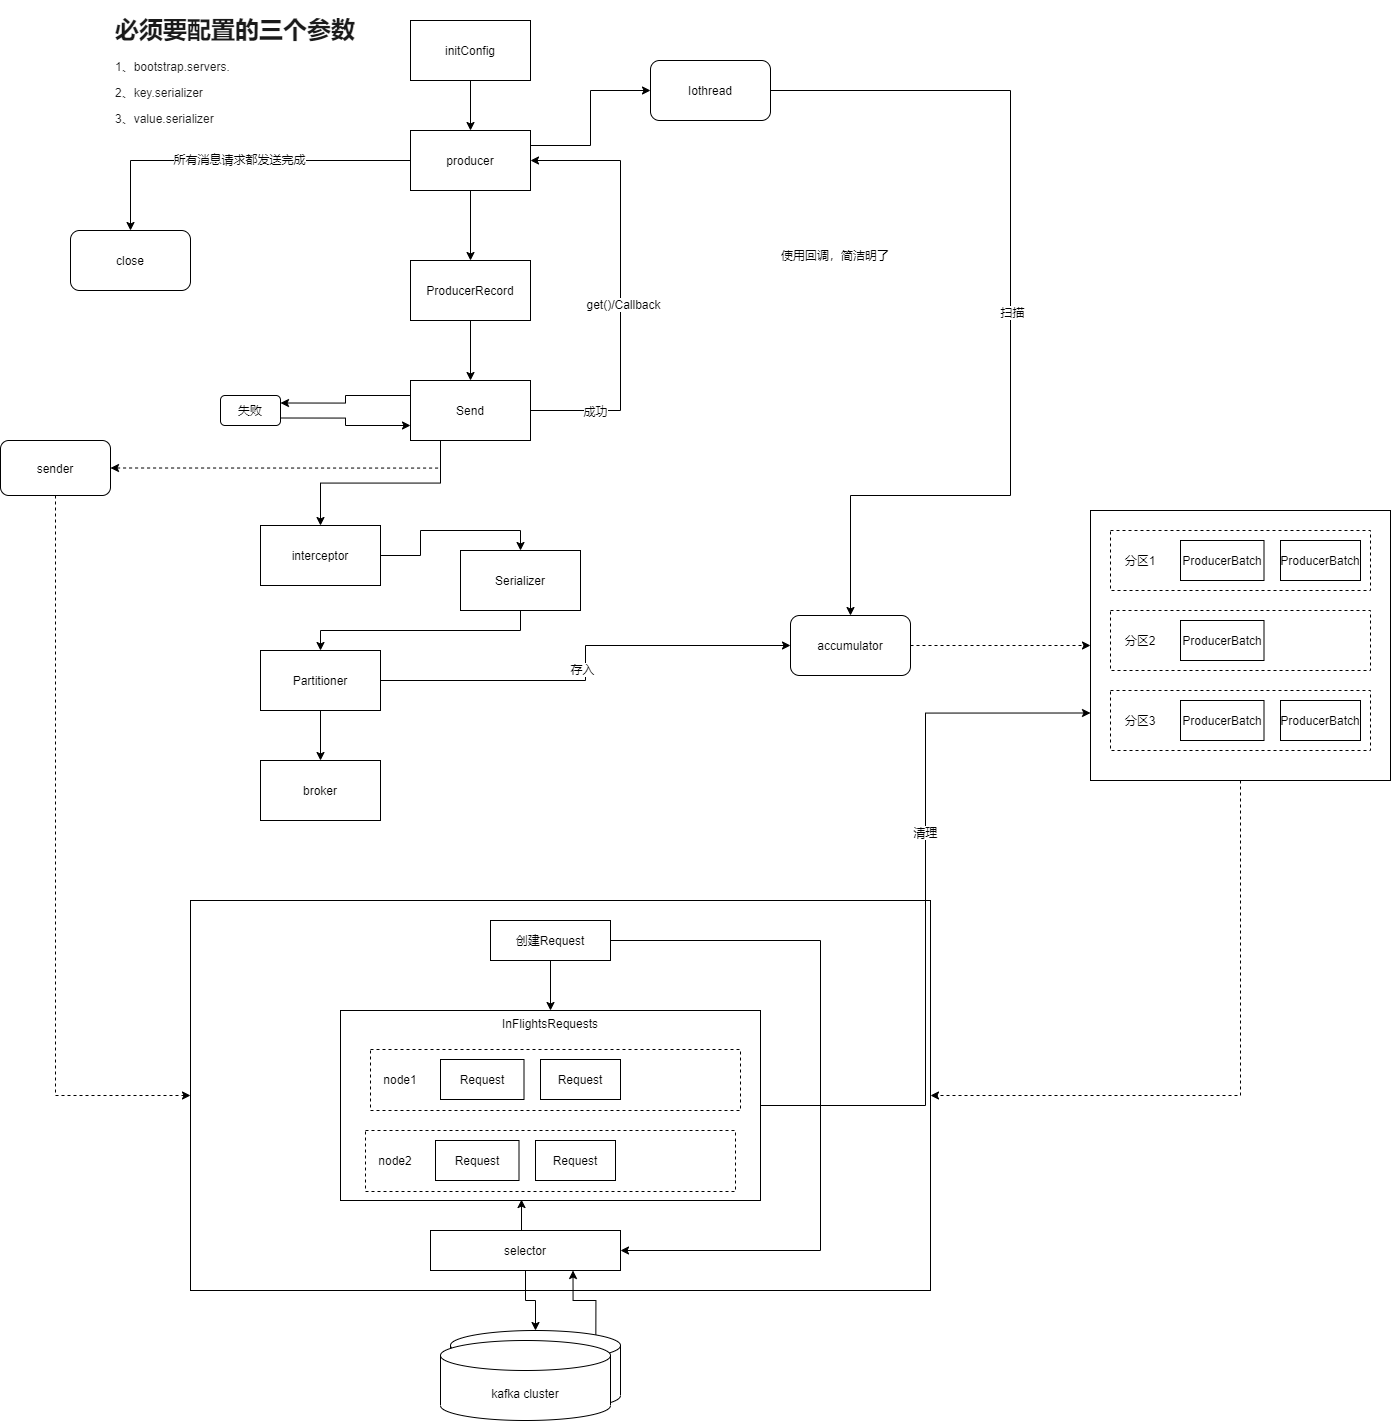 必须要配置的三个参数
1、bootstrap.servers.
2、key.serializer
3、value.serializer
initConfig
Iothread
producer
所有消息请求都发送完成
close
使用回调，简洁明了
ProducerRecord
get()/Callback
扫描
失败
Send
成功
sender
interceptor
Serializer
分区1
ProducerBatch
ProducerBatch
分区2
ProducerBatch
accumulator
存入
Partitioner
分区3
ProducerBatch
ProducerBatch
broker
清理
创建Request
InFlightsRequests
node1
Request
Request
node2
Request
Request
selector
kafka cluster